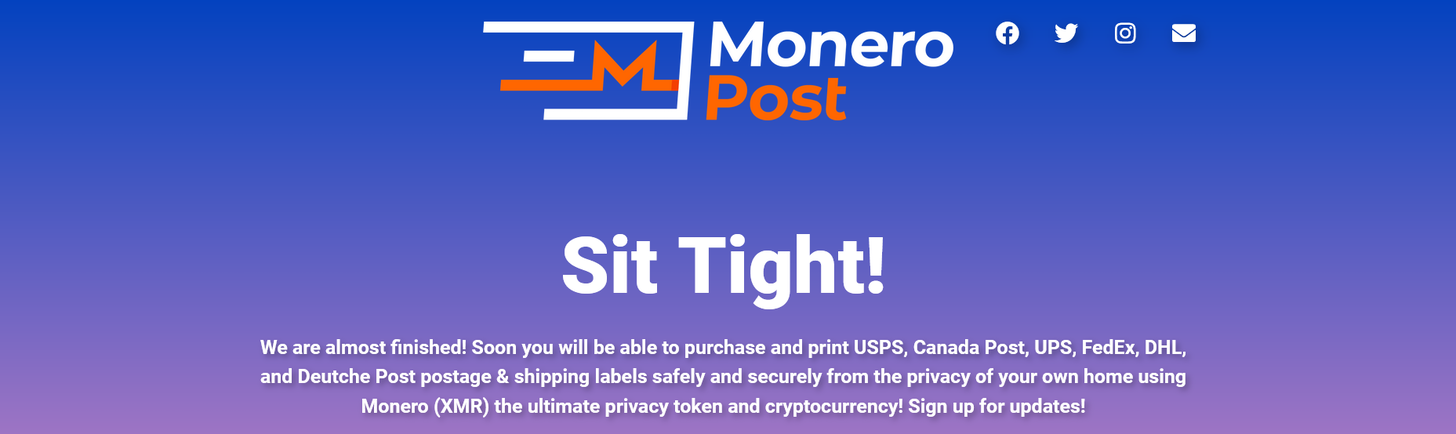 Monero
Post
Sit Tight!
We are almost finished! Soon you will be able to purchase and print USPS, Canada Post, UPS, FedEx, DHL,
and Deutche Post postage & shipping labels safely and securely from the privacy of your own home using
Monero (XMR) the ultimate privacy token and cryptocurrency! Sign up for updates!